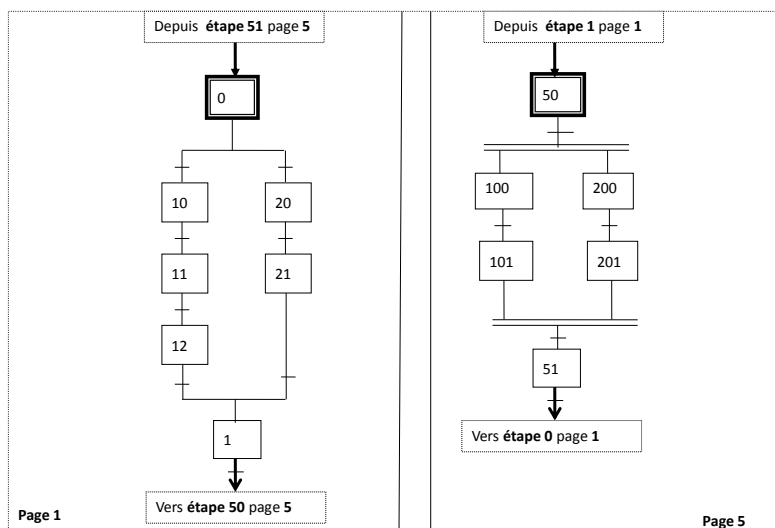 Depuis étape 51 page 5
0
10
20
11
21
12
1
Vers étape 50 page 5
Page 1
Depuis étape 1 page 1
50
100
200
101
201
51
Vers étape 0 page 1
Page 5